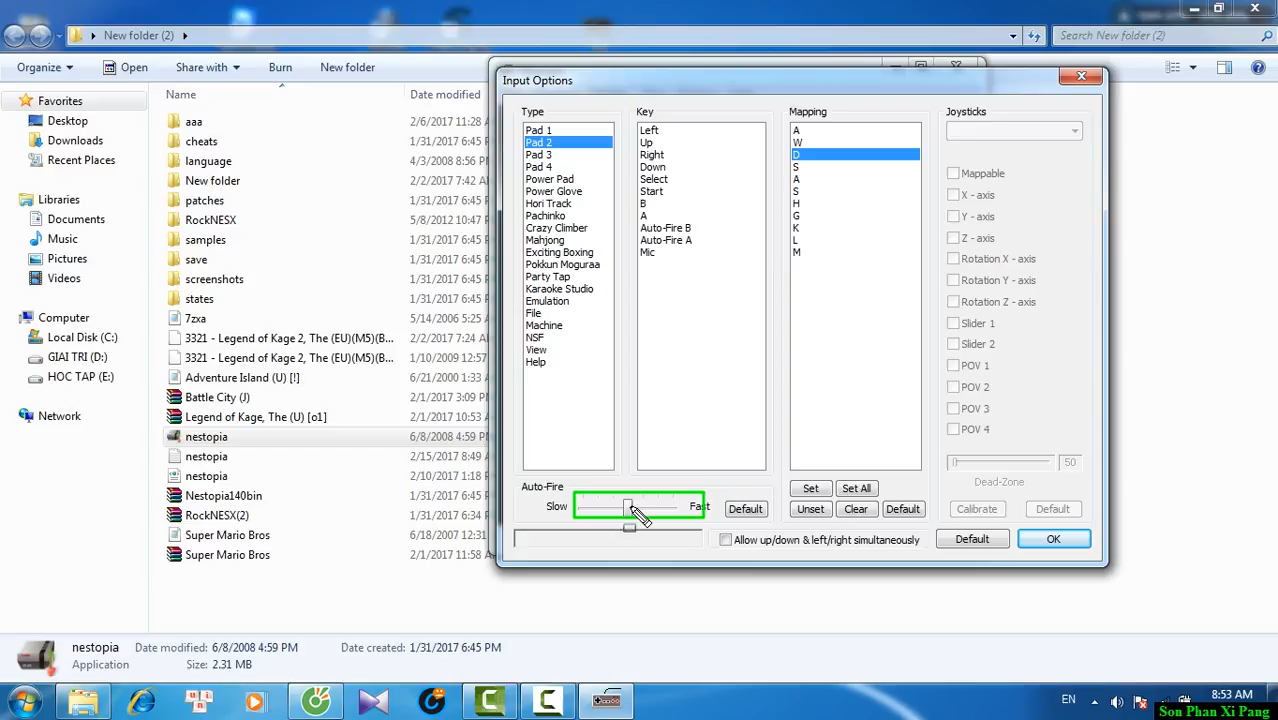 New folder (2)
Search New folder (2)
Organize
Open
Share with
Burn
New folder
Name
Date modified
Favorites
Desktop
Downloads
Recent Places
Libraries
Documents
Music
Pictures
Videos
Computer
Local Disk (C:)
GIAI TRI (D:)
HOC TAP (E:)
Network
aaa 2/6/2017 11:28
cheats 1/31/2017 6:45
language 4/3/2008 8:56
New folder 2/2/2017 7:42
patches 1/31/2017 6:45
RockNESX 5/8/2012 10:47
samples 1/31/2017 6:45
save 1/31/2017 6:45
screenshots 1/31/2017 6:45
states 1/31/2017 6:45
7zxa 5/14/2006 5:25
3321 - Legend of Kage 2, The (EU)(M5)(B... 2/2/2017 7:24
3321 - Legend of Kage 2, The (EU)(M5)(B... 1/10/2009 12:
Adventure Island (U) [!] 6/21/2000 3:00
Battle City (J) 2/1/2017 3:09
Legend of Kage, The (U) [o1] 2/1/2017 10:53
nestopia 6/8/2008 4:59
nestopia 2/15/2017 8:49
nestopia 2/10/2017 1:18
Nestopia140bin 1/31/2017 6:45
RockNESX(2) 1/31/2017 6:34
Super Mario Bros 6/18/2007 12:31
Super Mario Bros 2/1/2017 11:58
Input Options
Type
Pad 1
Pad 2
Pad 3
Pad 4
Power Pad
Power Glove
Hori Track
Pachinko
Crazy Climber
Mahjong
Exciting Boxing
Pokkun Moguraa
Party Tap
Karaoke Studio
Emulation
File
Machine
NSF
View
Help
Key
Left
Up
Right
Down
Select
Start
B
A
Auto-Fire B
Auto-Fire A
Mic
Mapping
A
W
D
S
A
S
H
G
K
L
M
Joysticks
Mappable
X - axis
Y - axis
Z - axis
Rotation X - axis
Rotation Y - axis
Rotation Z - axis
Slider 1
Slider 2
POV 1
POV 2
POV 3
POV 4
50
Dead-Zone
Calibrate
Default
Set
Set All
Unset
Clear
Default
Auto-Fire
Slow
Fast
Default
Allow up/down & left/right simultaneously
Default
OK
nestopia
Application
Date modified: 6/8/2008 4:59 PM
Size: 2.31 MB
Date created: 1/31/2017 6:45 PM
EN
8:53 AM
Son Phan Xi Pang